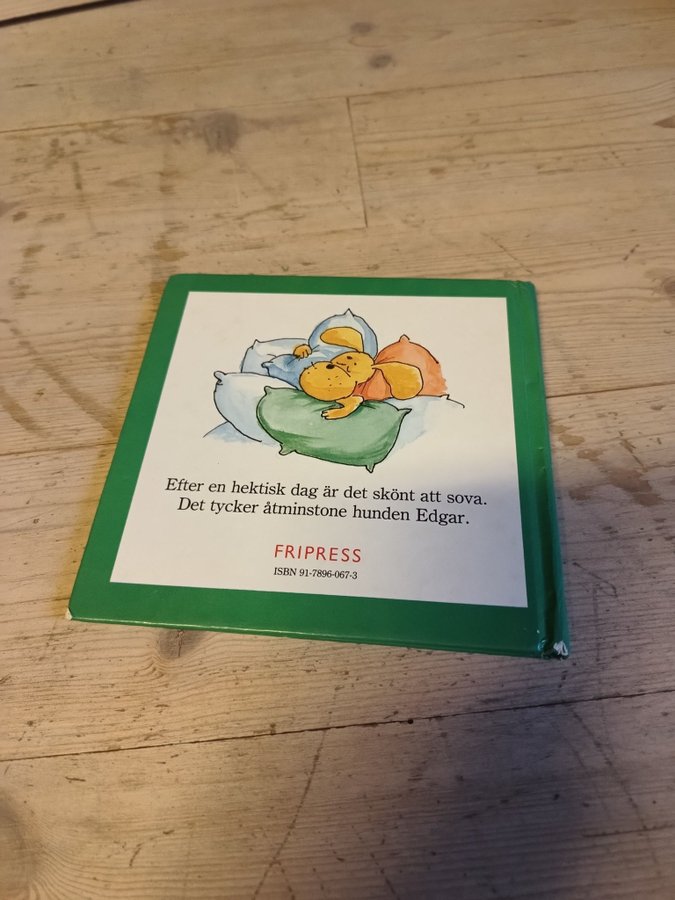 Efter en hektisk dag är det skönt att sova.
Det tycker åtminstone hunden Edgar.
FRIPRESS
ISBN 91-7896-067-3